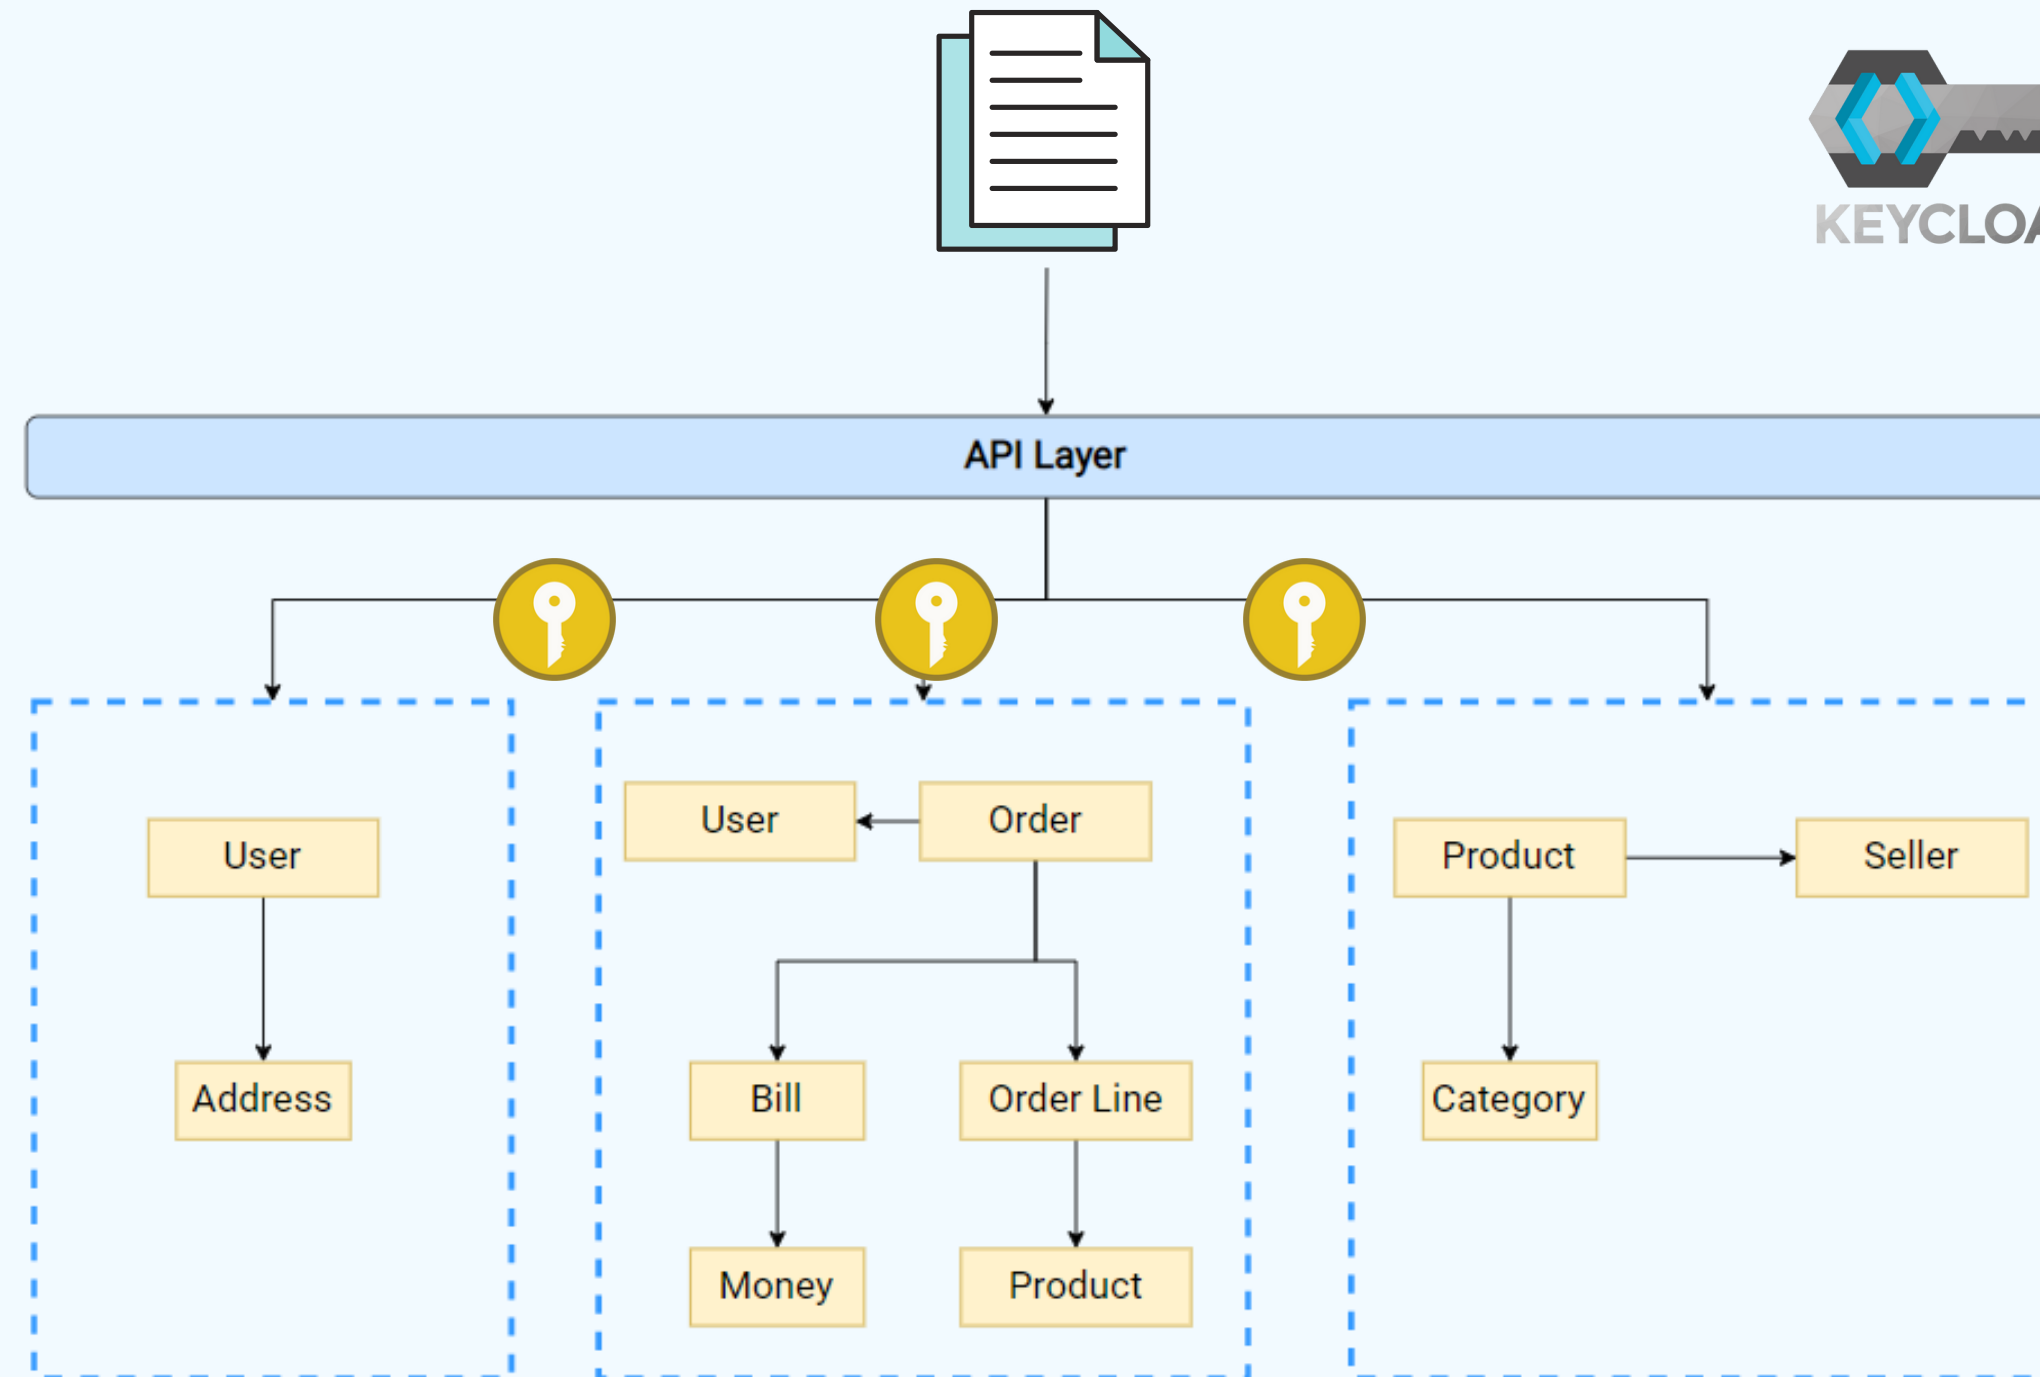 KEYCLOA
API Layer
User
Order
User
Product
Seller
Address
Bill
Order Line
Category
Money
Product